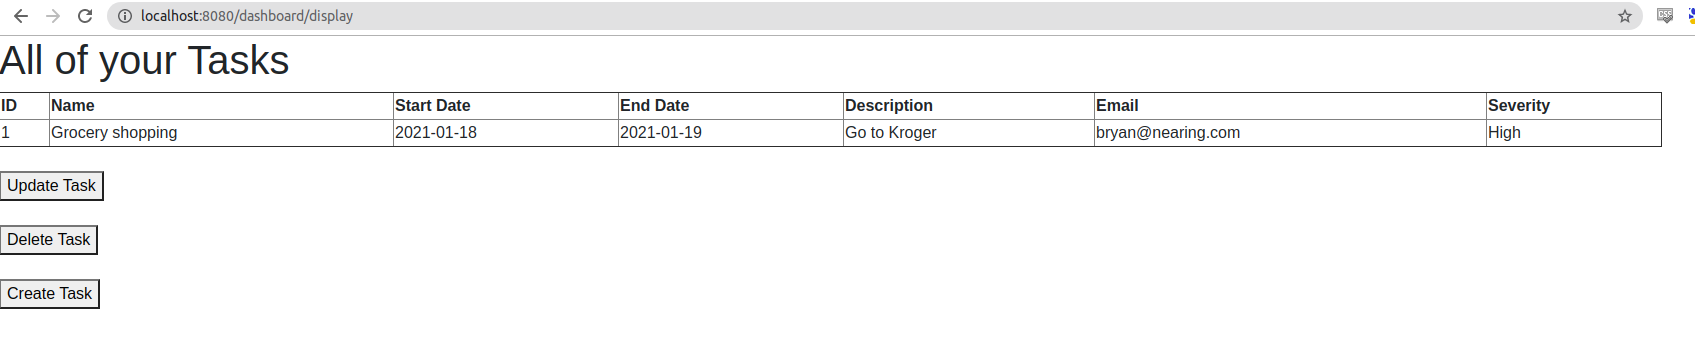 localhost:8080/dashboard/display
All of your Tasks
ID Name Start Date End Date Description Email Severity
1 Grocery shopping 2021-01-18 2021-01-19 Go to Kroger bryan@nearing.com High
Update Task
Delete Task
Create Task